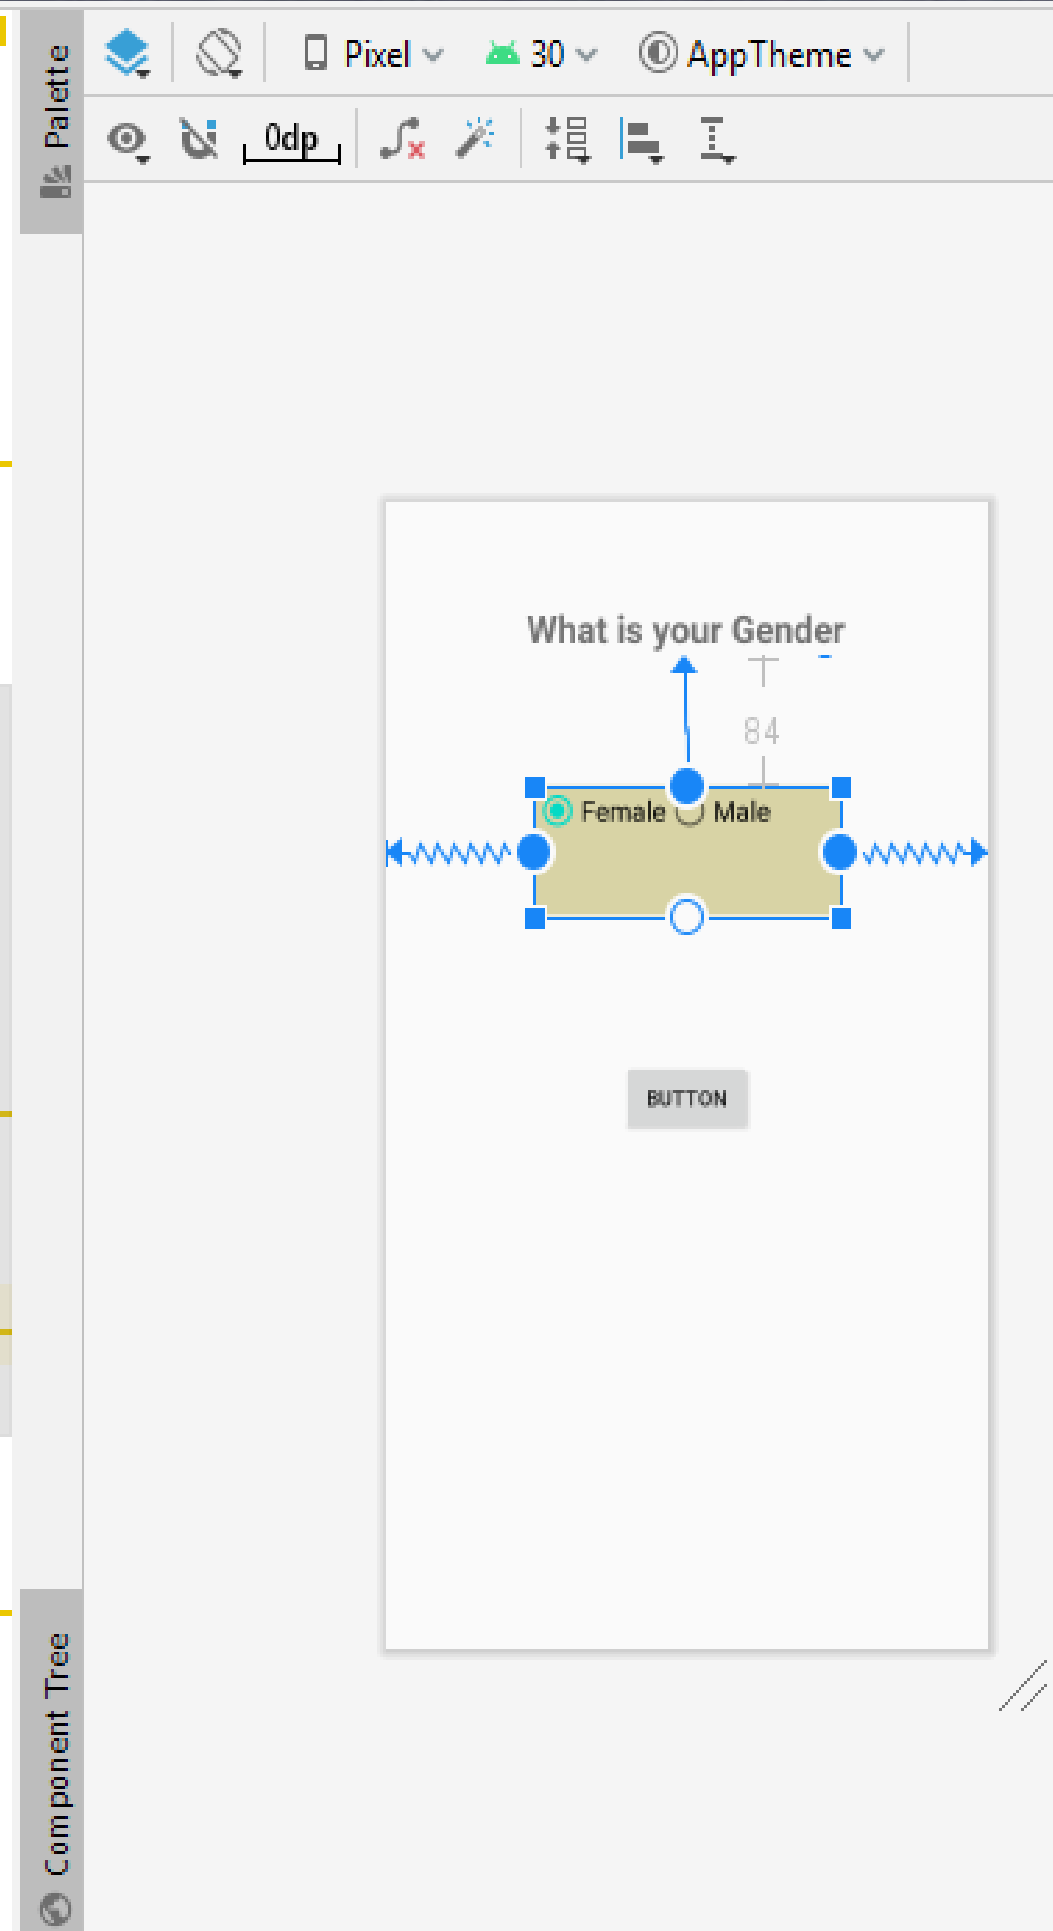 Palette
Pixel 30 AppTheme
0dp
What is your Gender
84
Female Male
BUTTON
Component Tree